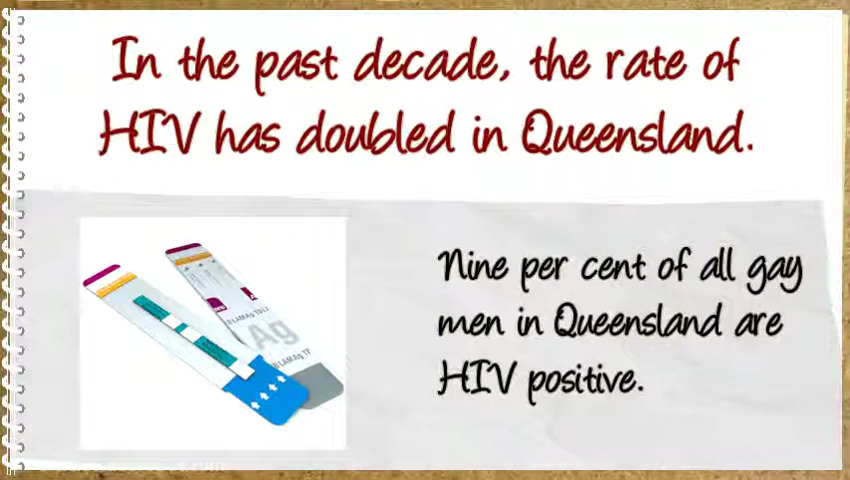 In the past decade, the rate of
HIV has doubled in Queensland.
Nine per cent of all gay
men in Queensland are
HIV positive.
Ag